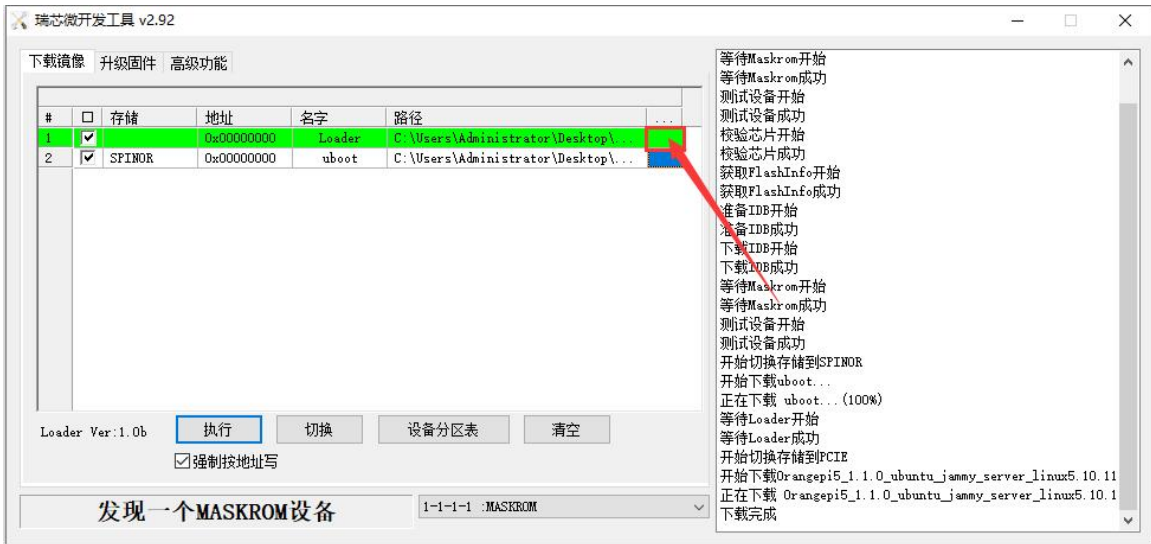 瑞芯微开发工具 v2.92
下载镜像 升级固件 高级功能
# 存储 地址 名字 路径 ...
1 0x00000000 Loader C:\Users\Administrator\Desktop\...
2 SPINOR 0x00000000 uboot C:\Users\Administrator\Desktop\...
Loader Ver:1.0b 执行 切换 设备分区表 清空
强制按地址写
发现一个MASKROM设备 1-1-1-1 :MASKROM
等待Maskrom开始
等待Maskrom成功
测试设备开始
测试设备成功
校验芯片开始
校验芯片成功
获取FlashInfo开始
获取FlashInfo成功
准备IDB开始
准备IDB成功
下载IDB开始
下载IDB成功
等待Maskrom开始
等待Maskrom成功
测试设备开始
测试设备成功
开始切换存储到SPINOR
开始下载uboot...
正在下载 uboot...(100%)
等待Loader开始
等待Loader成功
开始切换存储到PCIE
开始下载Orangepi5_1.1.0_ubuntu_jammy_server_linux5.10.11
正在下载 Orangepi5_1.1.0_ubuntu_jammy_server_linux5.10.1
下载完成